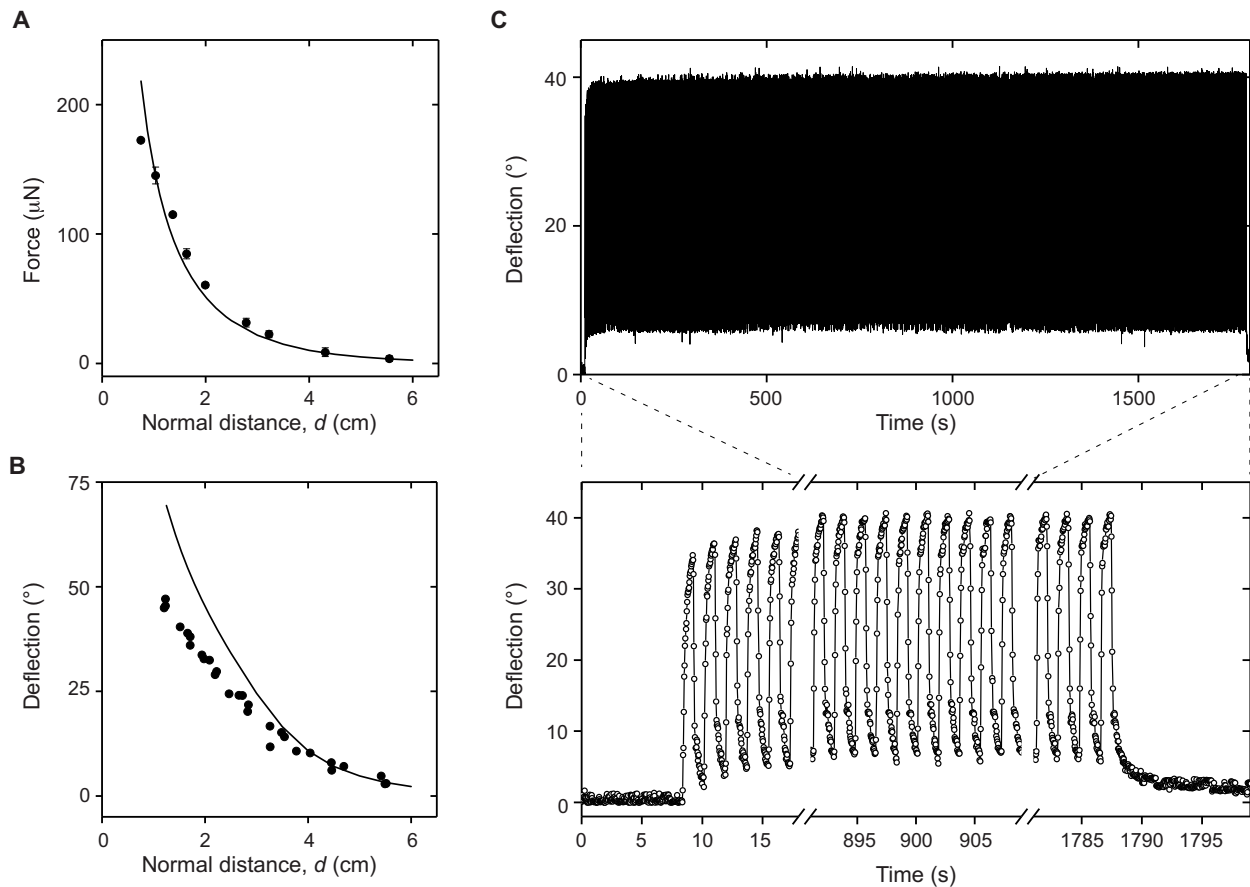 A
200
100
0
Force (μN)
0 2 4 6
Normal distance, d (cm)
B
75
50
25
0
Deflection (°)
0 2 4 6
Normal distance, d (cm)
C
40
20
0
Deflection (°)
0 500 1000 1500
Time (s)
40
30
20
10
0
Deflection (°)
0 10 15 895 900 905 1785 1790 1795
Time (s)